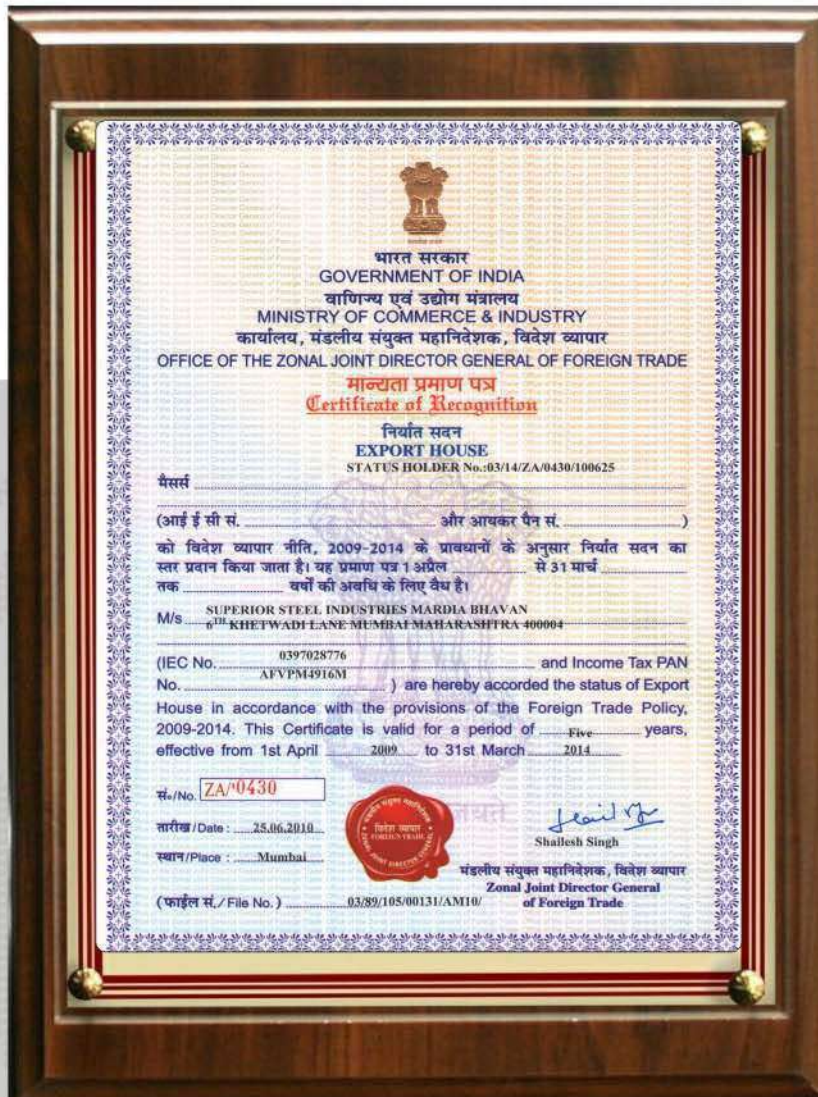 भारत सरकार
GOVERNMENT OF INDIA
वाणिज्य एवं उद्योग मंत्रालय
MINISTRY OF COMMERCE & INDUSTRY
कार्यालय, मंडलीय संयुक्त महानिदेशक, विदेश व्यापार
OFFICE OF THE ZONAL JOINT DIRECTOR GENERAL OF FOREIGN TRADE
मान्यता प्रमाण पत्र
Certificate of Recognition
निर्यात सदन
EXPORT HOUSE
STATUS HOLDER No.:03/14/ZA/0430/100625
मैसर्स
(आई ई सी सं. और आयकर पैन सं. )
को विदेश व्यापार नीति, 2009-2014 के प्रावधानों के अनुसार निर्यात सदन का
स्तर प्रदान किया जाता है। यह प्रमाण पत्र 1 अप्रैल से 31 मार्च
तक वर्षों की अवधि के लिए वैध है।
M/s SUPERIOR STEEL INDUSTRIES MARDIA BHAVAN
6TH KHETWADI LANE MUMBAI MAHARASHTRA 400004
(IEC No. 0397028776 and Income Tax PAN
No. AFVPM4916M ) are hereby accorded the status of Export
House in accordance with the provisions of the Foreign Trade Policy,
2009-2014. This Certificate is valid for a period of Five years,
effective from 1st April 2009 to 31st March 2014
सं०/No. ZA/0430
तारीख/Date : 25.06.2010
स्थान/Place : Mumbai
विदेश व्यापार
FOREIGN TRADE
ZONAL JOINT DIRECTOR GENERAL
Shailesh Singh
मंडलीय संयुक्त महानिदेशक, विदेश व्यापार
Zonal Joint Director General
of Foreign Trade
(फाईल सं./File No.) 03/89/105/00131/AM10/